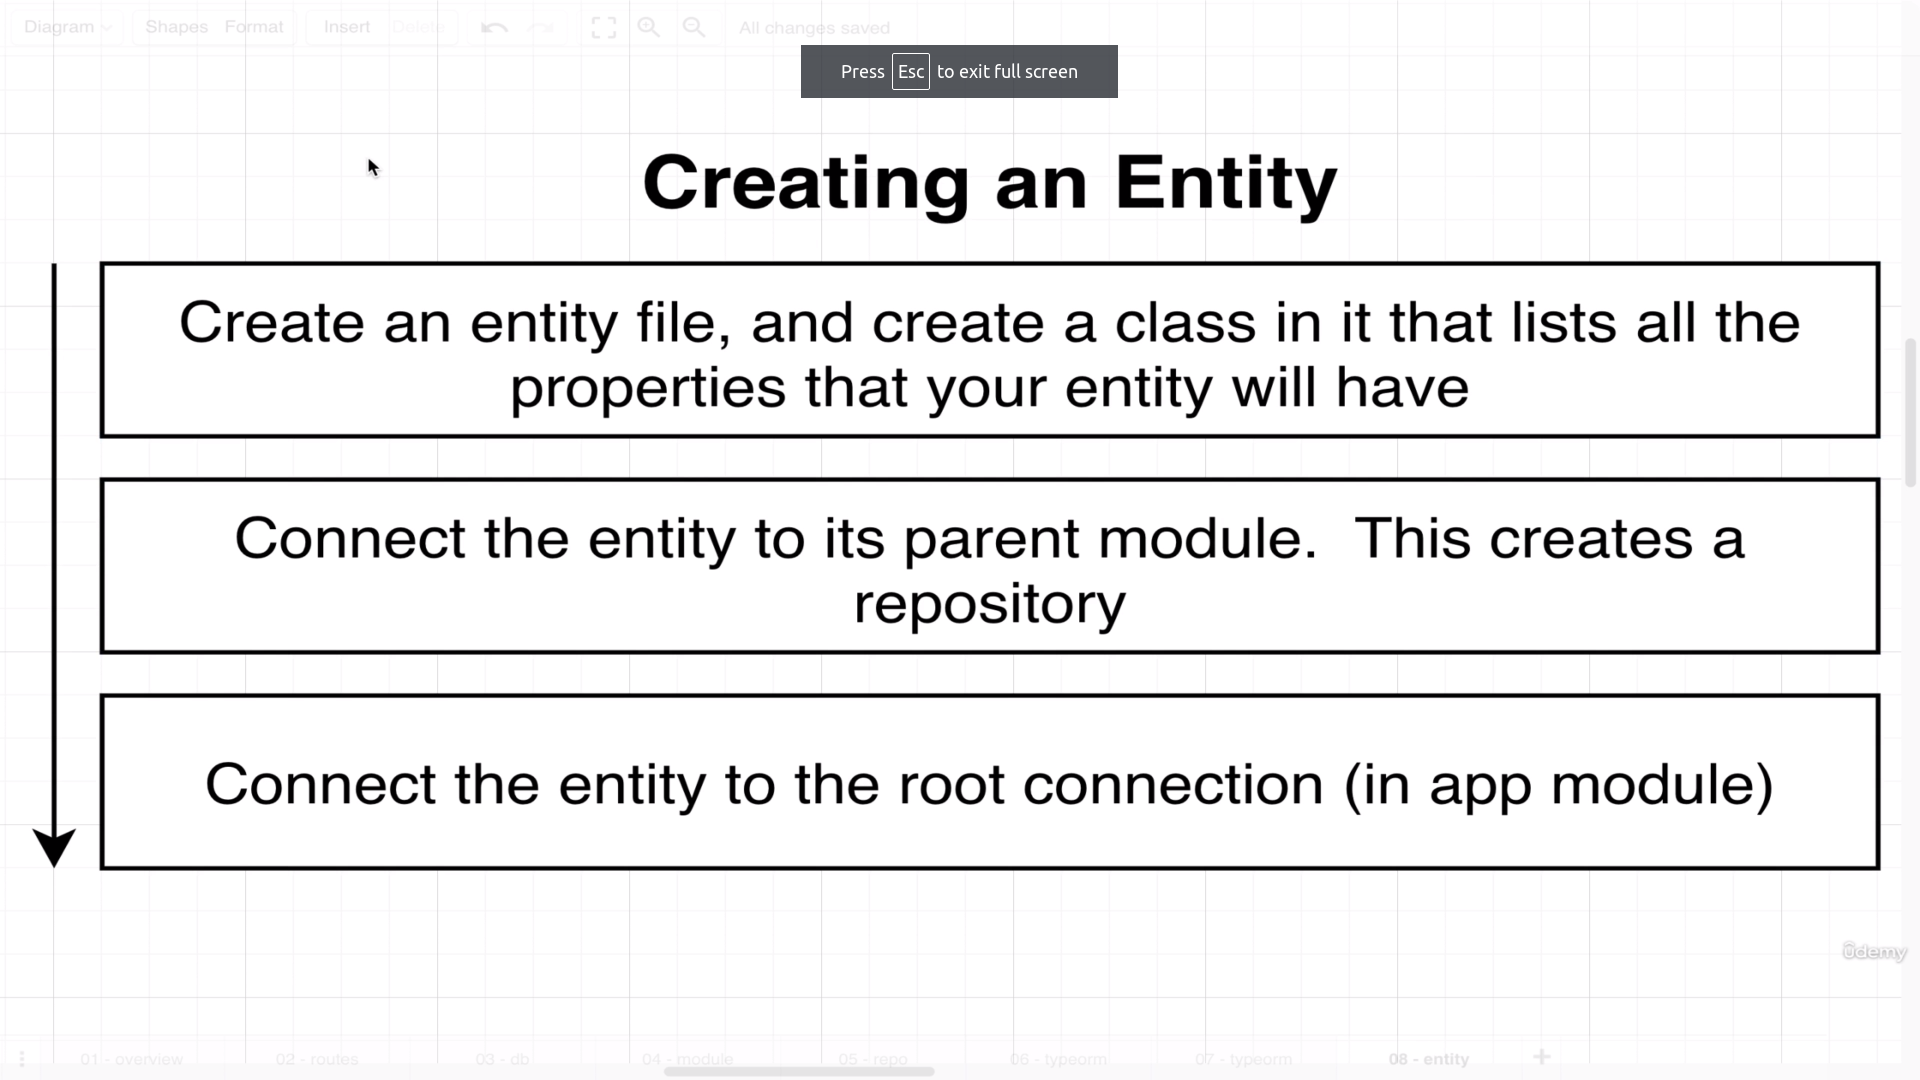 Diagram
Shapes
Format
Insert
Delete
All changes saved
Press Esc to exit full screen
Creating an Entity
Create an entity file, and create a class in it that lists all the
properties that your entity will have
Connect the entity to its parent module.  This creates a
repository
Connect the entity to the root connection (in app module)
ûdemy
01 - overview
02 - routes
03 - db
04 - module
05 - repo
06 - typeorm
07 - typeorm
08 - entity